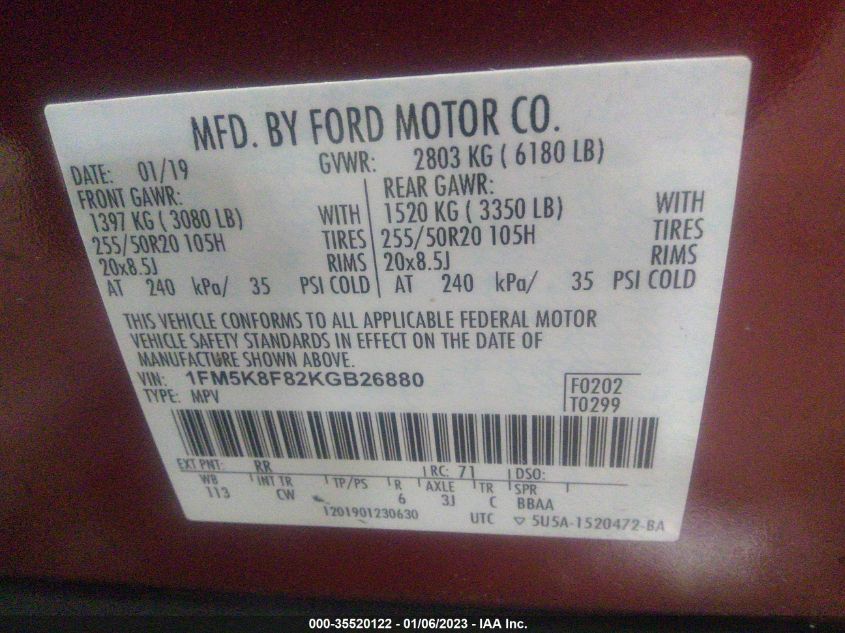 MFD. BY FORD MOTOR CO.
DATE: 01/19 GVWR: 2803 KG ( 6180 LB)
FRONT GAWR: REAR GAWR:
1397 KG ( 3080 LB) WITH 1520 KG ( 3350 LB) WITH
255/50R20 105H TIRES 255/50R20 105H TIRES
20x8.5J RIMS 20x8.5J RIMS
AT 240 kPa/ 35 PSI COLD AT 240 kPa/ 35 PSI COLD
THIS VEHICLE CONFORMS TO ALL APPLICABLE FEDERAL MOTOR
VEHICLE SAFETY STANDARDS IN EFFECT ON THE DATE OF
MANUFACTURE SHOWN ABOVE.
VIN: 1FM5K8F82KGB26880 F0202
TYPE: MPV T0299
EXT PNT: RR RC: 71 DSO:
WB INT TR TP/PS R AXLE TR SPR
113 CW 6 3J C BBAA
1201901230630 UTC ▽ 5U5A-1520472-BA
000-35520122 - 01/06/2023 - IAA Inc.